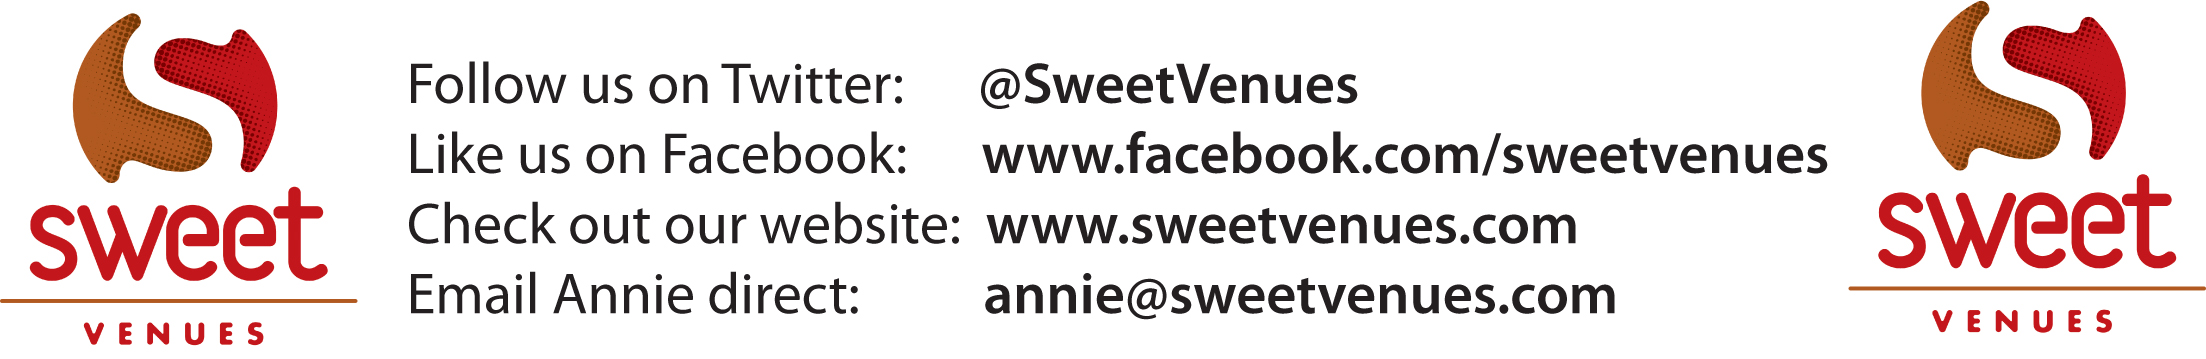 sweet
VENUES
Follow us on Twitter: @SweetVenues
Like us on Facebook: www.facebook.com/sweetvenues
Check out our website: www.sweetvenues.com
Email Annie direct: annie@sweetvenues.com
sweet
VENUES